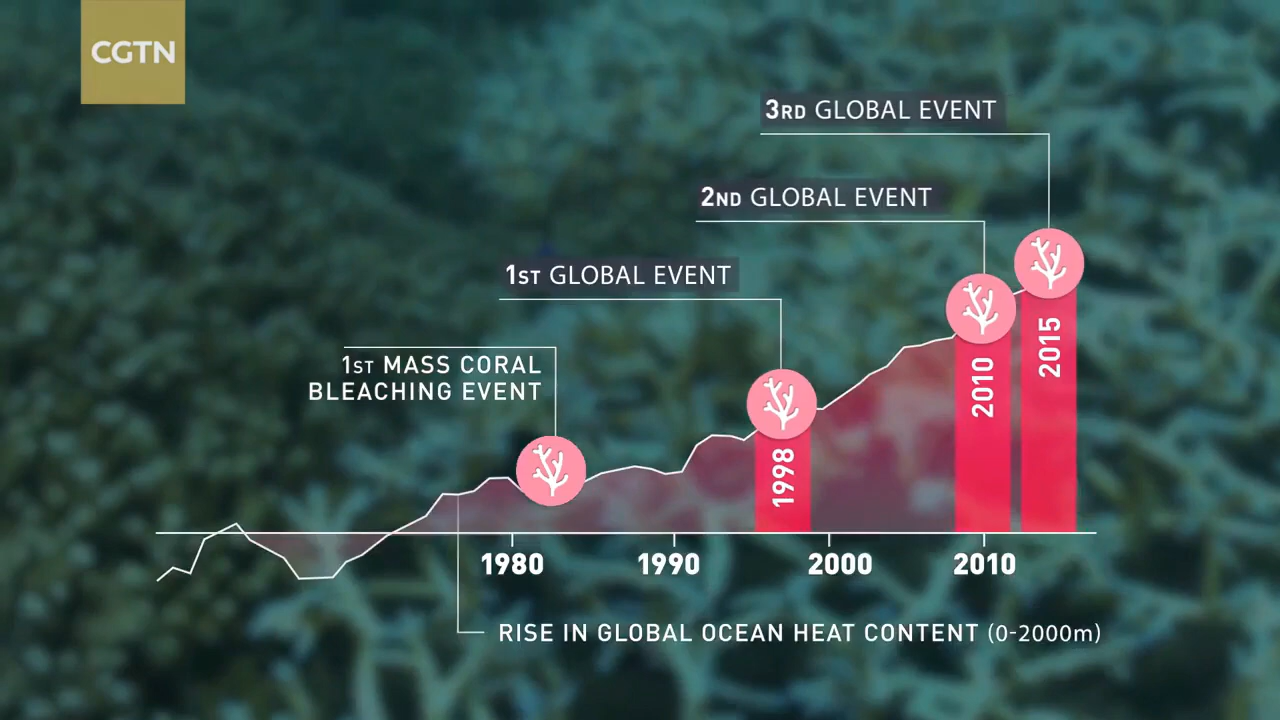 CGTN
3RD GLOBAL EVENT
2ND GLOBAL EVENT
1ST GLOBAL EVENT
1ST MASS CORAL
BLEACHING EVENT
1998
2010
2015
1980
1990
2000
2010
RISE IN GLOBAL OCEAN HEAT CONTENT (0-2000m)